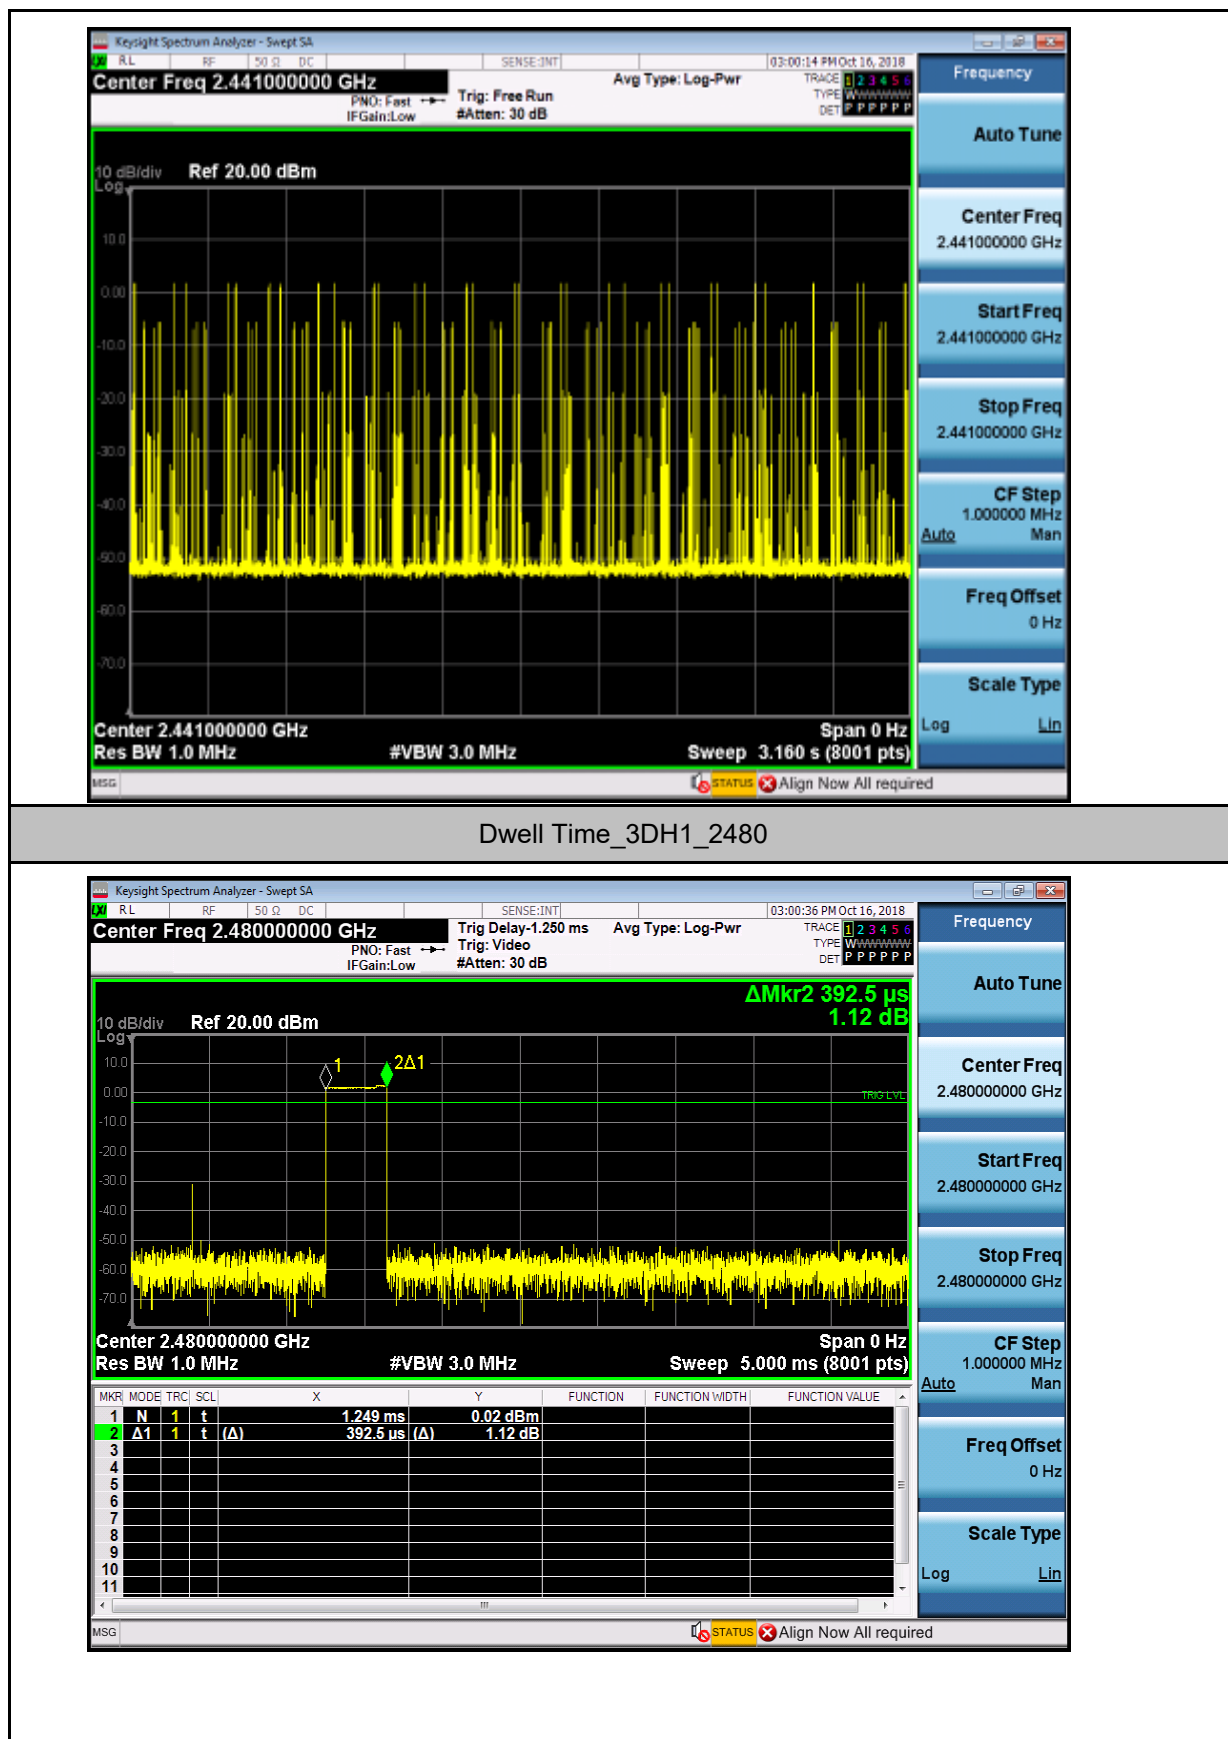 Keysight Spectrum Analyzer - Swept SA
RL RF 50 Ω DC SENSE:INT 03:00:14 PM Oct 16, 2018
Center Freq 2.441000000 GHz
PNO: Fast
IFGain:Low
Trig: Free Run
#Atten: 30 dB
Avg Type: Log-Pwr
TRACE 1 2 3 4 5 6
TYPE WWWWWW
DET P P P P P P
10 dB/div Ref 20.00 dBm
Log
10.0
0.00
-10.0
-20.0
-30.0
-40.0
-50.0
-60.0
-70.0
Center 2.441000000 GHz Span 0 Hz
Res BW 1.0 MHz #VBW 3.0 MHz Sweep 3.160 s (8001 pts)
MSG STATUS Align Now All required
Frequency
Auto Tune
Center Freq
2.441000000 GHz
Start Freq
2.441000000 GHz
Stop Freq
2.441000000 GHz
CF Step
1.000000 MHz
Auto Man
Freq Offset
0 Hz
Scale Type
Log Lin
Dwell Time_3DH1_2480
Keysight Spectrum Analyzer - Swept SA
LXI RL RF 50 Ω DC SENSE:INT 03:00:36 PM Oct 16, 2018
Center Freq 2.480000000 GHz
PNO: Fast
IFGain:Low
Trig Delay-1.250 ms
Trig: Video
#Atten: 30 dB
Avg Type: Log-Pwr
TRACE 1 2 3 4 5 6
TYPE WWWWWW
DET P P P P P P
ΔMkr2 392.5 µs
1.12 dB
10 dB/div Ref 20.00 dBm
Log
1
2Δ1
TRIG LVL
10.0
0.00
-10.0
-20.0
-30.0
-40.0
-50.0
-60.0
-70.0
Center 2.480000000 GHz Span 0 Hz
Res BW 1.0 MHz #VBW 3.0 MHz Sweep 5.000 ms (8001 pts)
MKR MODE TRC SCL X Y FUNCTION FUNCTION WIDTH FUNCTION VALUE
1 N 1 t 1.249 ms 0.02 dBm
2 Δ1 1 t (Δ) 392.5 µs (Δ) 1.12 dB
3
4
5
6
7
8
9
10
11
MSG STATUS Align Now All required
Frequency
Auto Tune
Center Freq
2.480000000 GHz
Start Freq
2.480000000 GHz
Stop Freq
2.480000000 GHz
CF Step
1.000000 MHz
Auto Man
Freq Offset
0 Hz
Scale Type
Log Lin